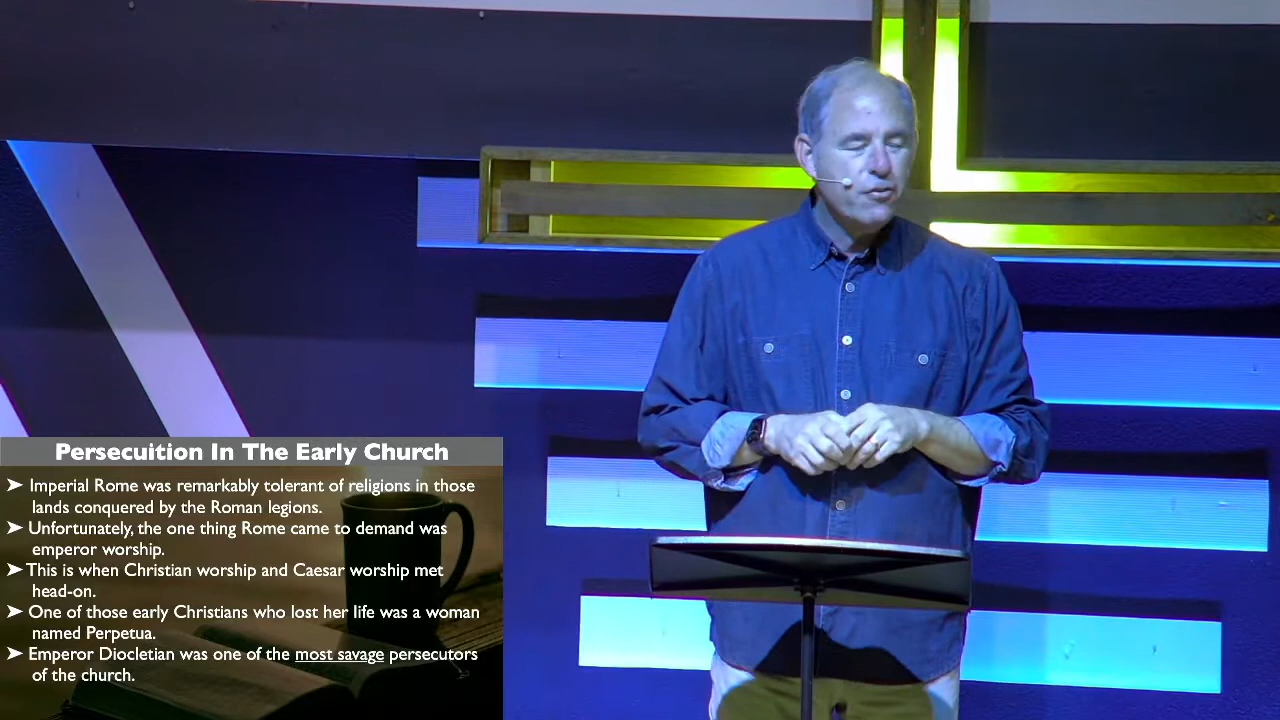 Persecuition In The Early Church
➤ Imperial Rome was remarkably tolerant of religions in those
lands conquered by the Roman legions.
➤ Unfortunately, the one thing Rome came to demand was
emperor worship.
➤ This is when Christian worship and Caesar worship met
head-on.
➤ One of those early Christians who lost her life was a woman
named Perpetua.
➤ Emperor Diocletian was one of the most savage persecutors
of the church.